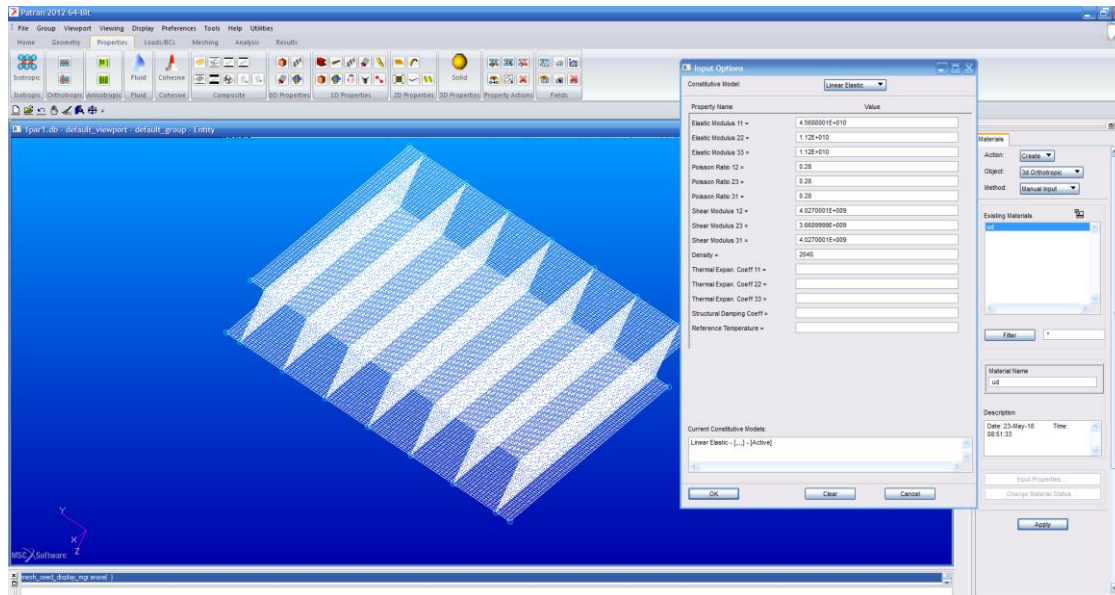 Patran 2012 64-Bit
File Group Viewport Viewing Display Preferences Tools Help Utilities
Home Geometry Properties Loads/BCs Meshing Analysis Results
Isotropic Fluid Cohesive Solid
Isotropic Orthotropic Anisotropic Fluid Cohesive Composite 0D Properties 1D Properties 2D Properties 3D Properties Property Actions Fields
1par1.db - default_viewport - default_group - Entity
Input Options
Constitutive Model: Linear Elastic
Property Name Value
Elastic Modulus 11 = 4.5688001E+010
Elastic Modulus 22 = 1.12E+010
Elastic Modulus 33 = 1.12E+010
Poisson Ratio 12 = 0.28
Poisson Ratio 23 = 0.28
Poisson Ratio 31 = 0.28
Shear Modulus 12 = 4.0270001E+009
Shear Modulus 23 = 3.6689999E+009
Shear Modulus 31 = 4.0270001E+009
Density = 2048.
Thermal Expan. Coeff 11 =
Thermal Expan. Coeff 22 =
Thermal Expan. Coeff 33 =
Structural Damping Coeff =
Reference Temperature =
Current Constitutive Models:
Linear Elastic - [,,,,] - [Active]
OK Clear Cancel
Materials
Action: Create
Object: 3d Orthotropic
Method: Manual Input
Existing Materials
ud
Filter *
Material Name
ud
Description
Date: 23-May-18 Time:
08:51:33
Input Properties ...
Change Material Status ...
Apply
Y
X
Z
MSC Software
mesh_seed_display_mgr.erase( )